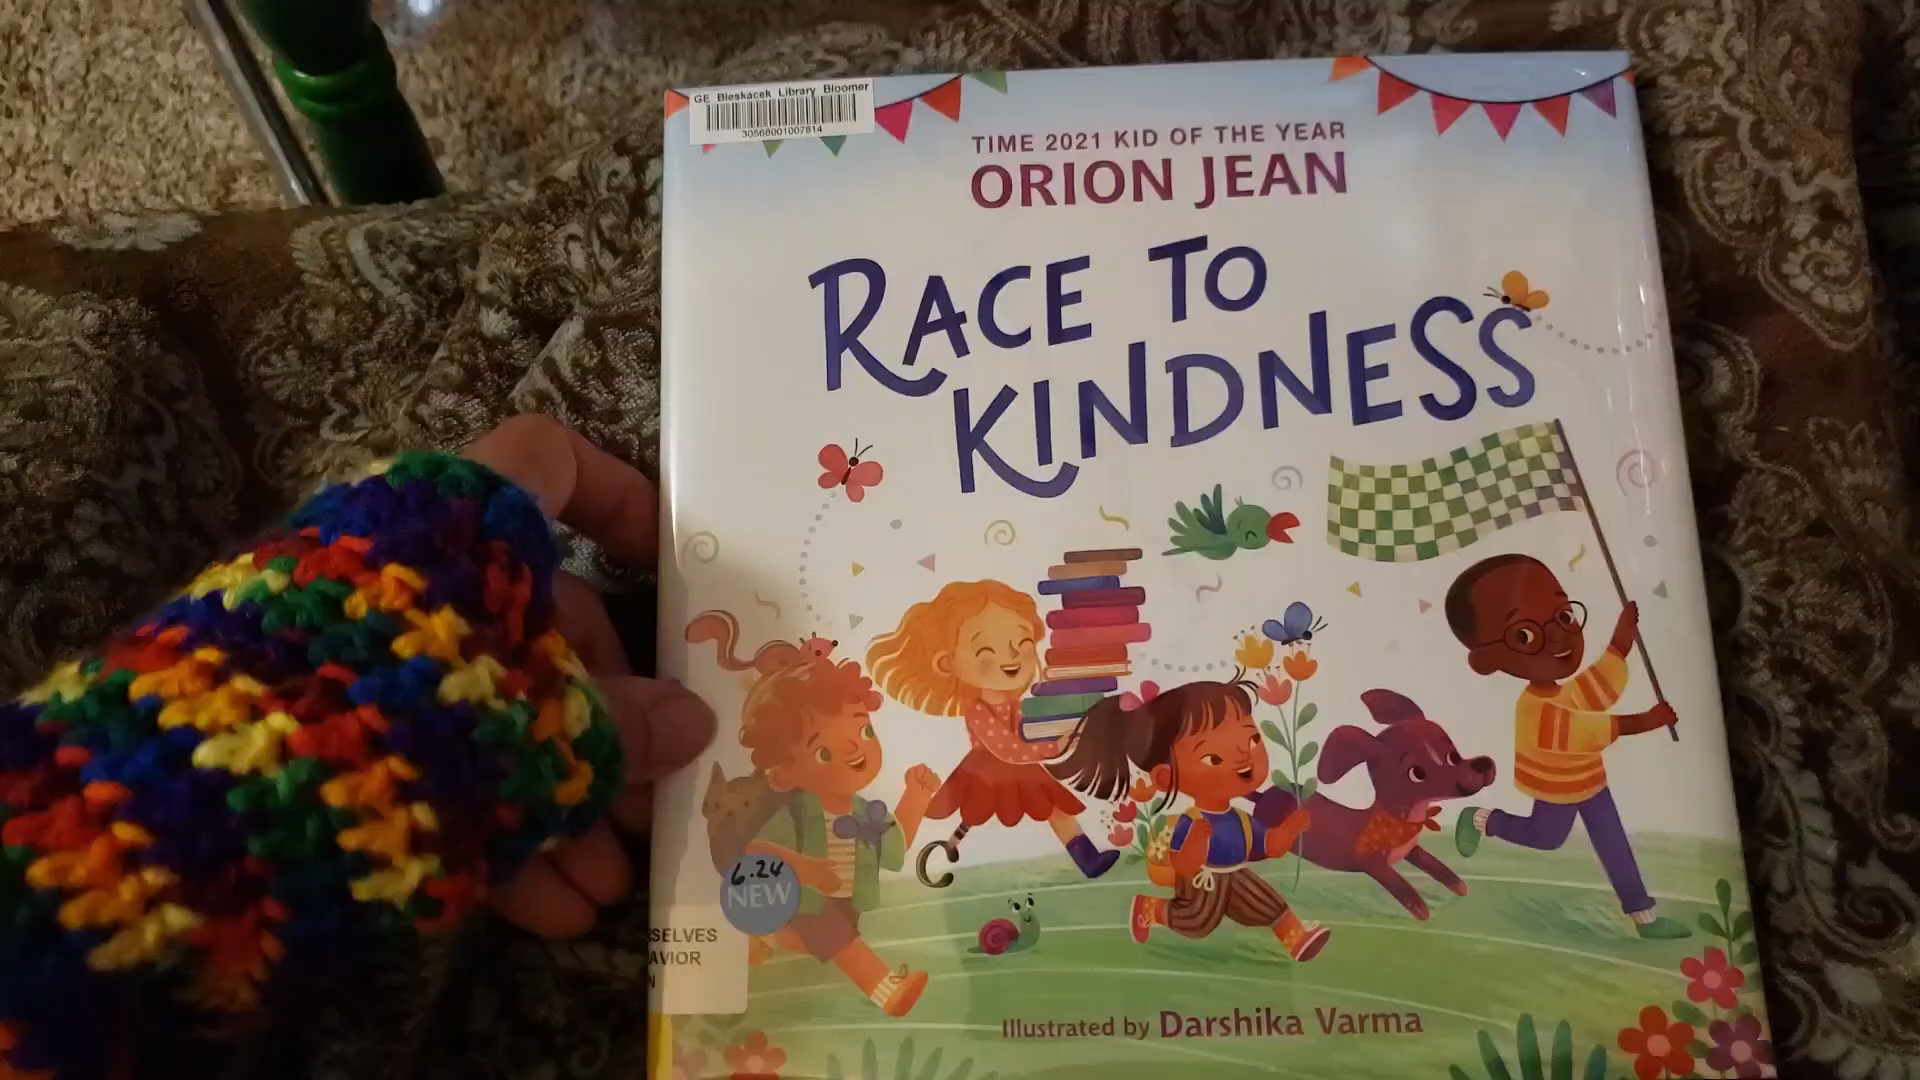 GE Bleskacek Library Bloomer
30568001007814
TIME 2021 KID OF THE YEAR
ORION JEAN
RACE TO
KINDNESS
6.24
NEW
SELVES
AVIOR
N
Illustrated by Darshika Varma